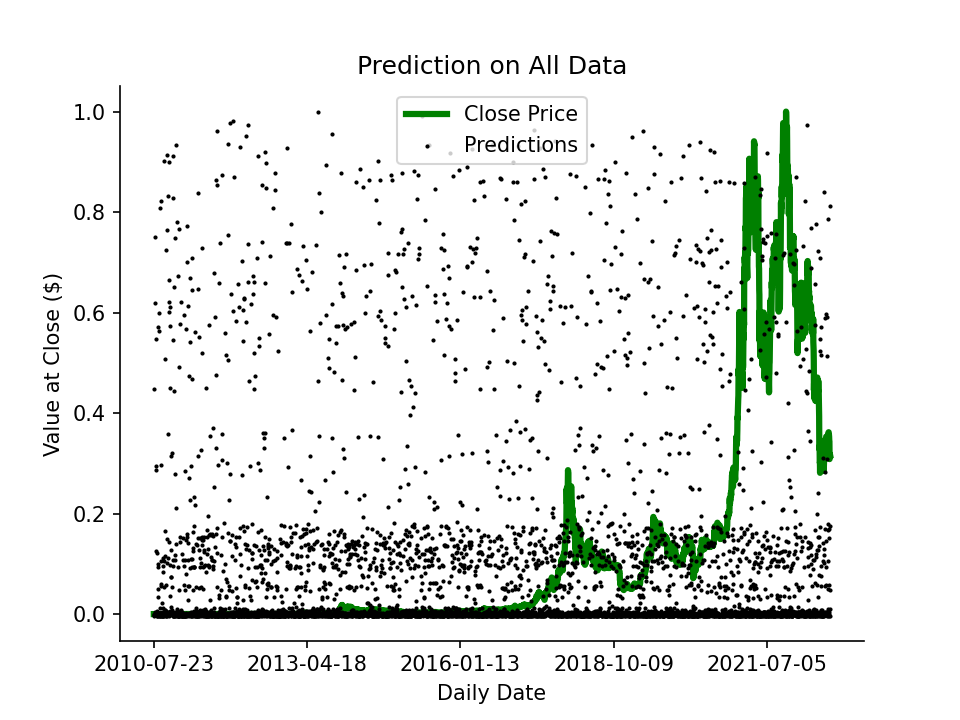 Prediction on All Data
Close Price
Predictions
Value at Close ($)
1.0
0.8
0.6
0.4
0.2
0.0
2010-07-23 2013-04-18 2016-01-13 2018-10-09 2021-07-05
Daily Date